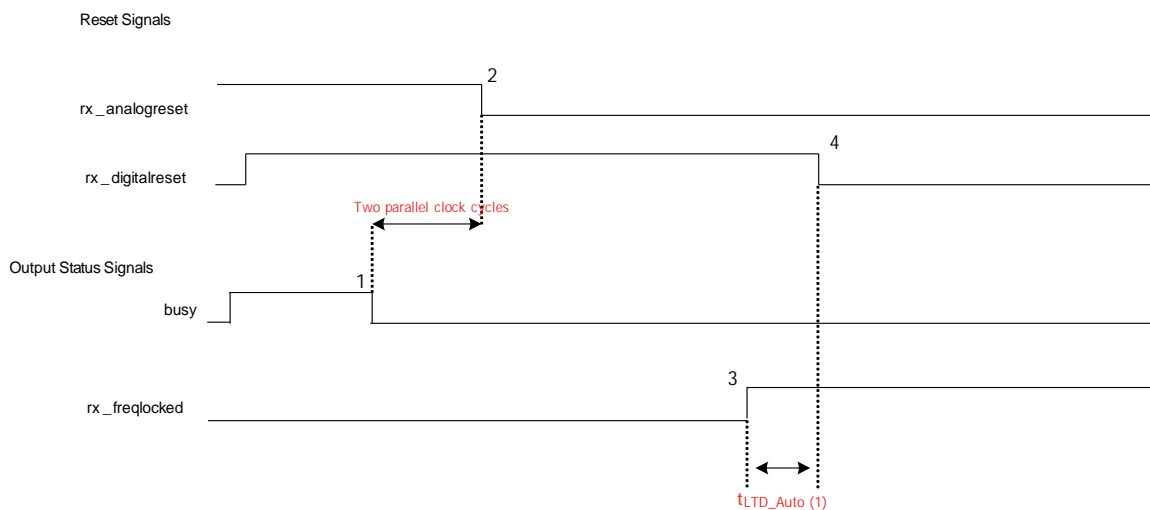 Reset Signals
2
rx_analogreset
4
rx_digitalreset
Two parallel clock cycles
Output Status Signals
1
busy
3
rx_freqlocked
tLTD_Auto (1)